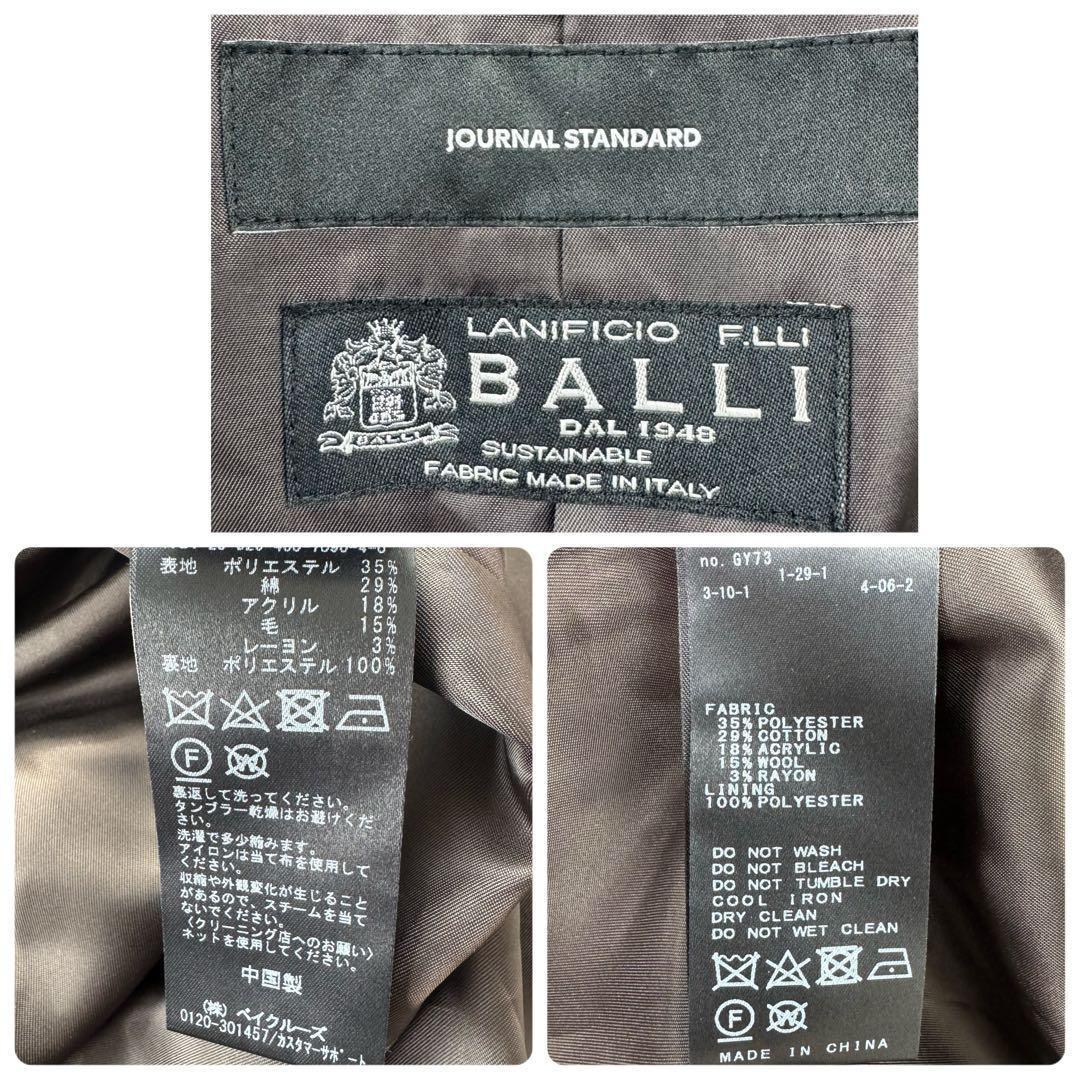 JOURNAL STANDARD
LANIFICIO F.LLI
BALLI
BALLI
DAL 1948
SUSTAINABLE
FABRIC MADE IN ITALY
表地 ポリエステル 35%
綿 29%
アクリル 18%
毛 15%
レーヨン 3%
裏地 ポリエステル 100%
F W
裏返して洗ってください。
タンブラー乾燥はお避けくだ
さい。
洗濯で多少縮みます。
アイロンは当て布を使用して
ください。
収縮や外観変化が生じること
があるので、スチームを当て
ないでください。
〈クリーニング店へのお願い〉
ネットを使用してください。
中国製
(株) ベイクルーズ
0120-301457/カスタマーサポート
no. GY73
1-29-1
3-10-1 4-06-2
FABRIC
35% POLYESTER
29% COTTON
18% ACRYLIC
15% WOOL
3% RAYON
LINING
100% POLYESTER
DO NOT WASH
DO NOT BLEACH
DO NOT TUMBLE DRY
COOL IRON
DRY CLEAN
DO NOT WET CLEAN
F W
MADE IN CHINA